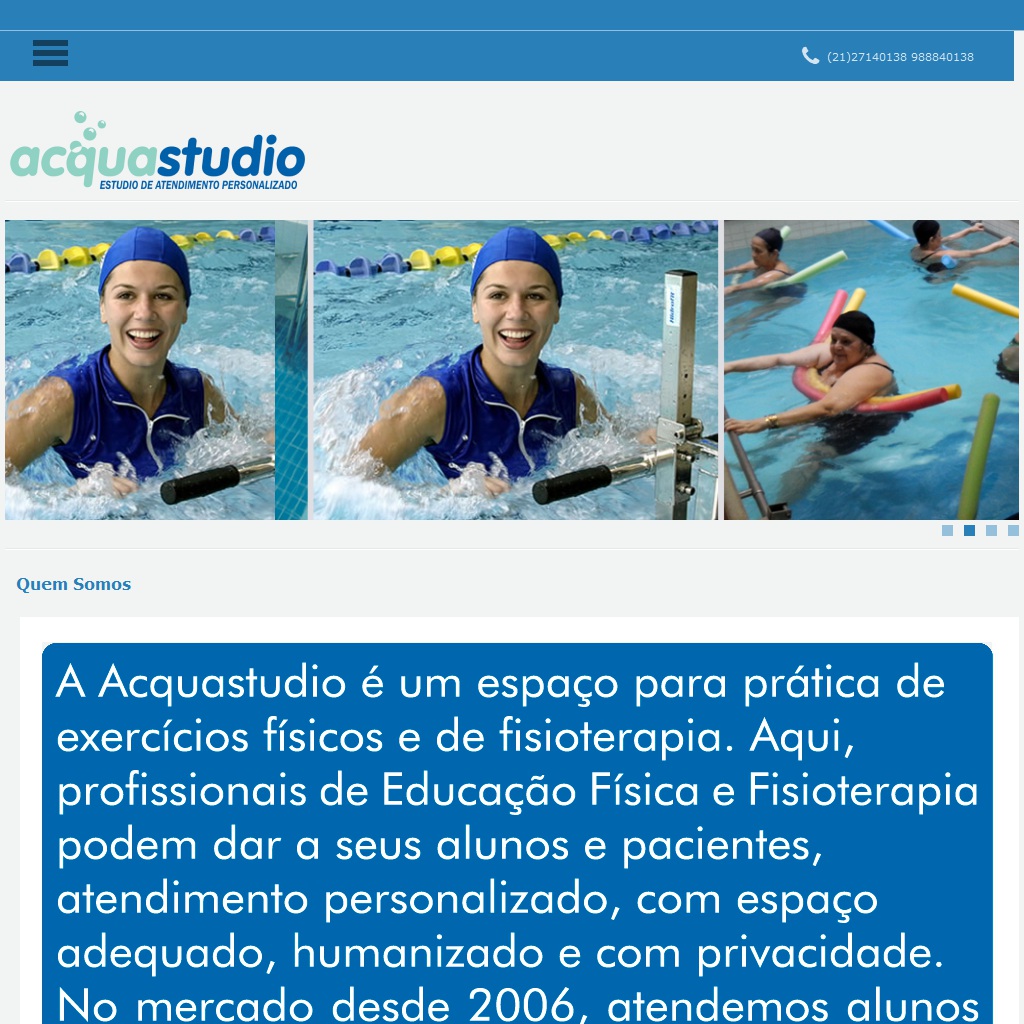 (21)27140138 988840138
acquastudio
ESTUDIO DE ATENDIMENTO PERSONALIZADO
Quem Somos
A Acquastudio é um espaço para prática de
exercícios físicos e de fisioterapia. Aqui,
profissionais de Educação Física e Fisioterapia
podem dar a seus alunos e pacientes,
atendimento personalizado, com espaço
adequado, humanizado e com privacidade.
No mercado desde 2006, atendemos alunos